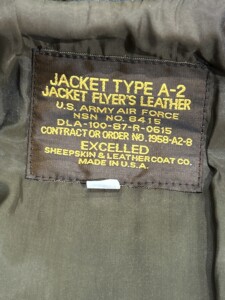 JACKET TYPE A-2
JACKET FLYER'S LEATHER
U.S. ARMY AIR FORCE
NSN NO. 8415
DLA-100-87-R-0615
CONTRACT OR ORDER NO. 1958-A2-8
EXCELLED
SHEEPSKIN & LEATHER COAT CO.
MADE IN U.S.A.